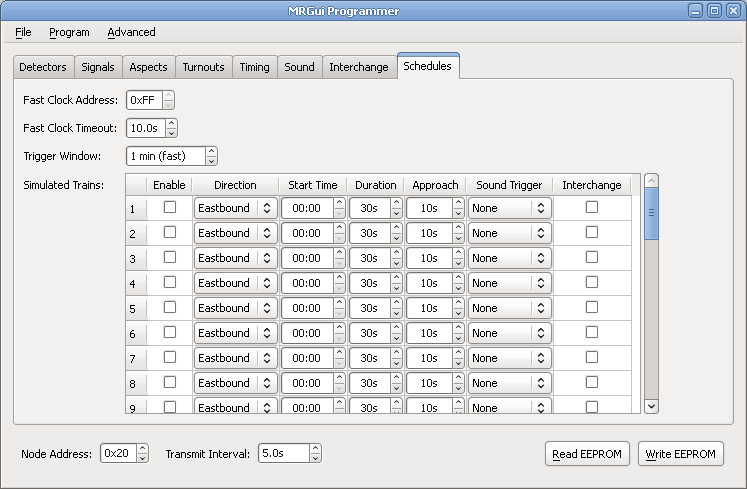 MRGui Programmer
File Program Advanced
Detectors Signals Aspects Turnouts Timing Sound Interchange Schedules
Fast Clock Address: 0xFF
Fast Clock Timeout: 10.0s
Trigger Window: 1 min (fast)
Simulated Trains: Enable Direction Start Time Duration Approach Sound Trigger Interchange
1 Eastbound 00:00 30s 10s None
2 Eastbound 00:00 30s 10s None
3 Eastbound 00:00 30s 10s None
4 Eastbound 00:00 30s 10s None
5 Eastbound 00:00 30s 10s None
6 Eastbound 00:00 30s 10s None
7 Eastbound 00:00 30s 10s None
8 Eastbound 00:00 30s 10s None
9 Eastbound 00:00 30s 10s None
Node Address: 0x20 Transmit Interval: 5.0s Read EEPROM Write EEPROM